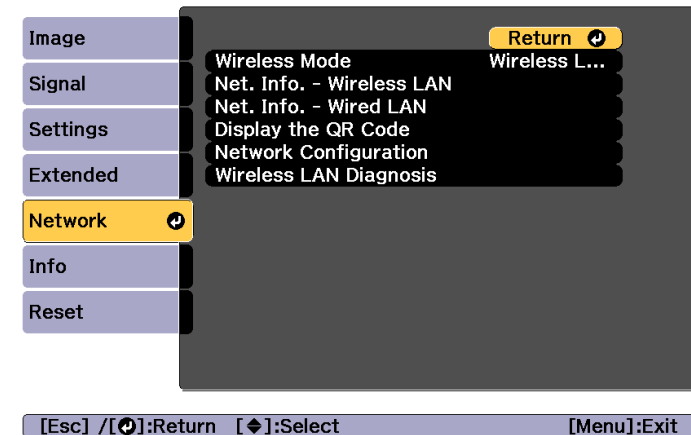 Image
Signal
Settings
Extended
Network
Info
Reset
Return
Wireless Mode Wireless L...
Net. Info. - Wireless LAN
Net. Info. - Wired LAN
Display the QR Code
Network Configuration
Wireless LAN Diagnosis
[Esc] /[⏎]:Return [◆]:Select [Menu]:Exit